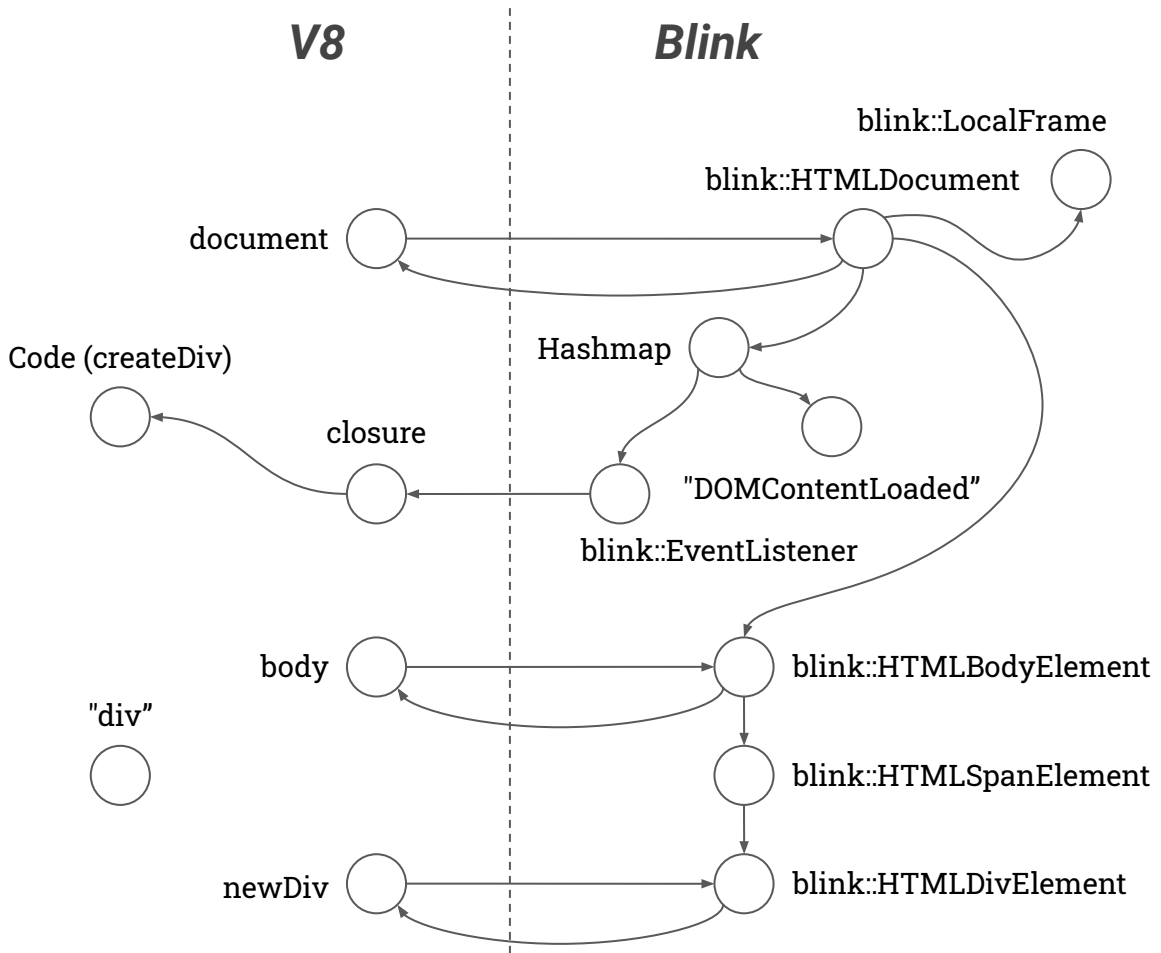 V8
Blink
blink::LocalFrame
blink::HTMLDocument
document
Hashmap
Code (createDiv)
closure
"DOMContentLoaded”
blink::EventListener
body
blink::HTMLBodyElement
"div”
blink::HTMLSpanElement
newDiv
blink::HTMLDivElement